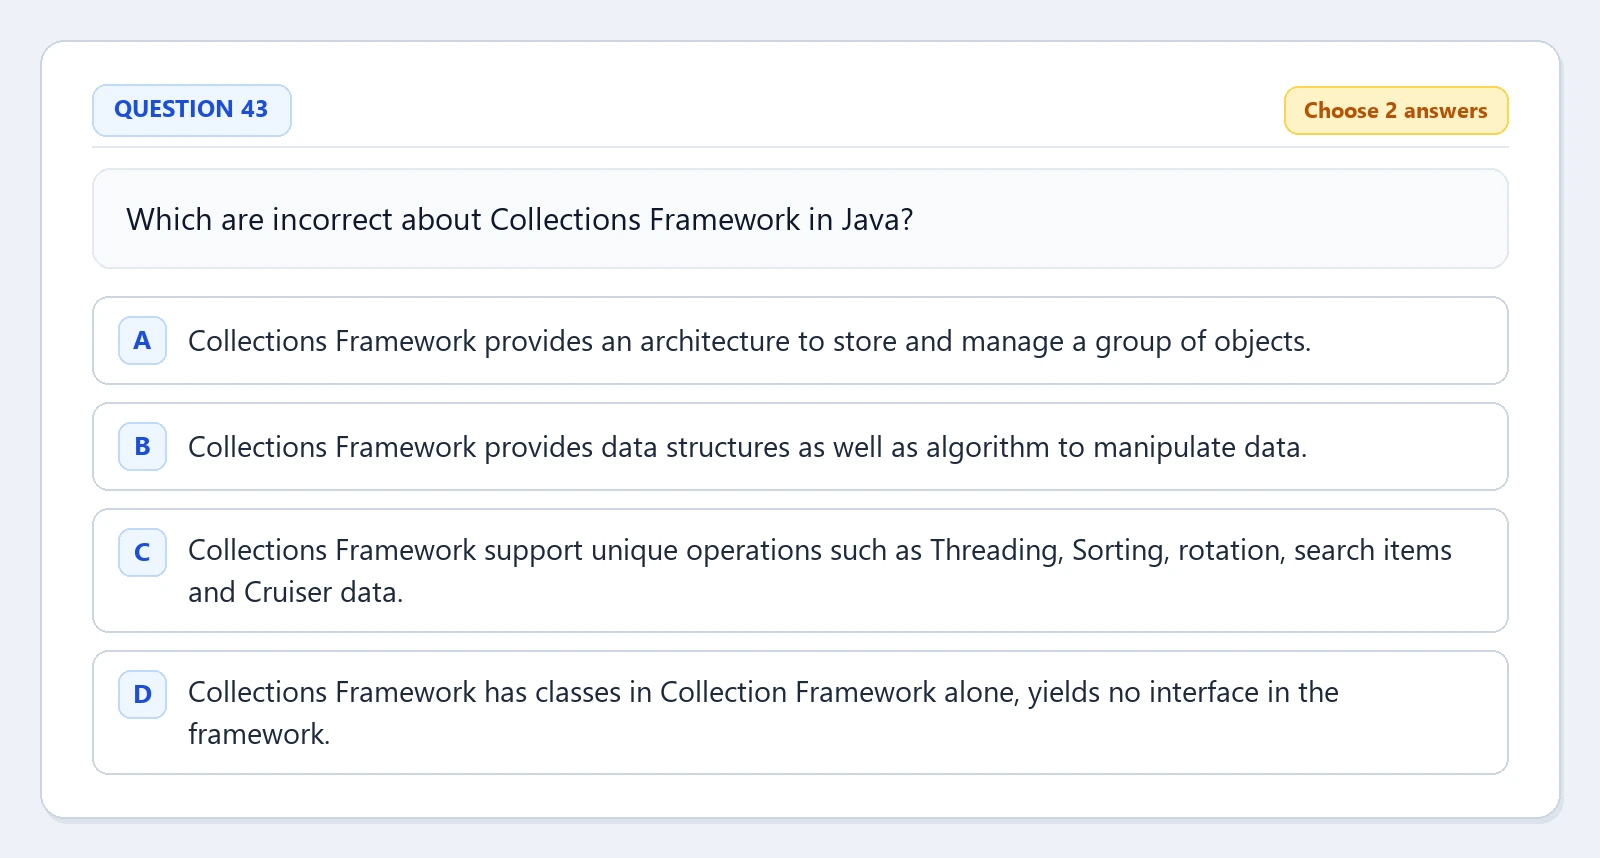 QUESTION 43
Choose 2 answers
Which are incorrect about Collections Framework in Java?
A
Collections Framework provides an architecture to store and manage a group of objects.
B
Collections Framework provides data structures as well as algorithm to manipulate data.
C
Collections Framework support unique operations such as Threading, Sorting, rotation, search items
and Cruiser data.
D
Collections Framework has classes in Collection Framework alone, yields no interface in the
framework.